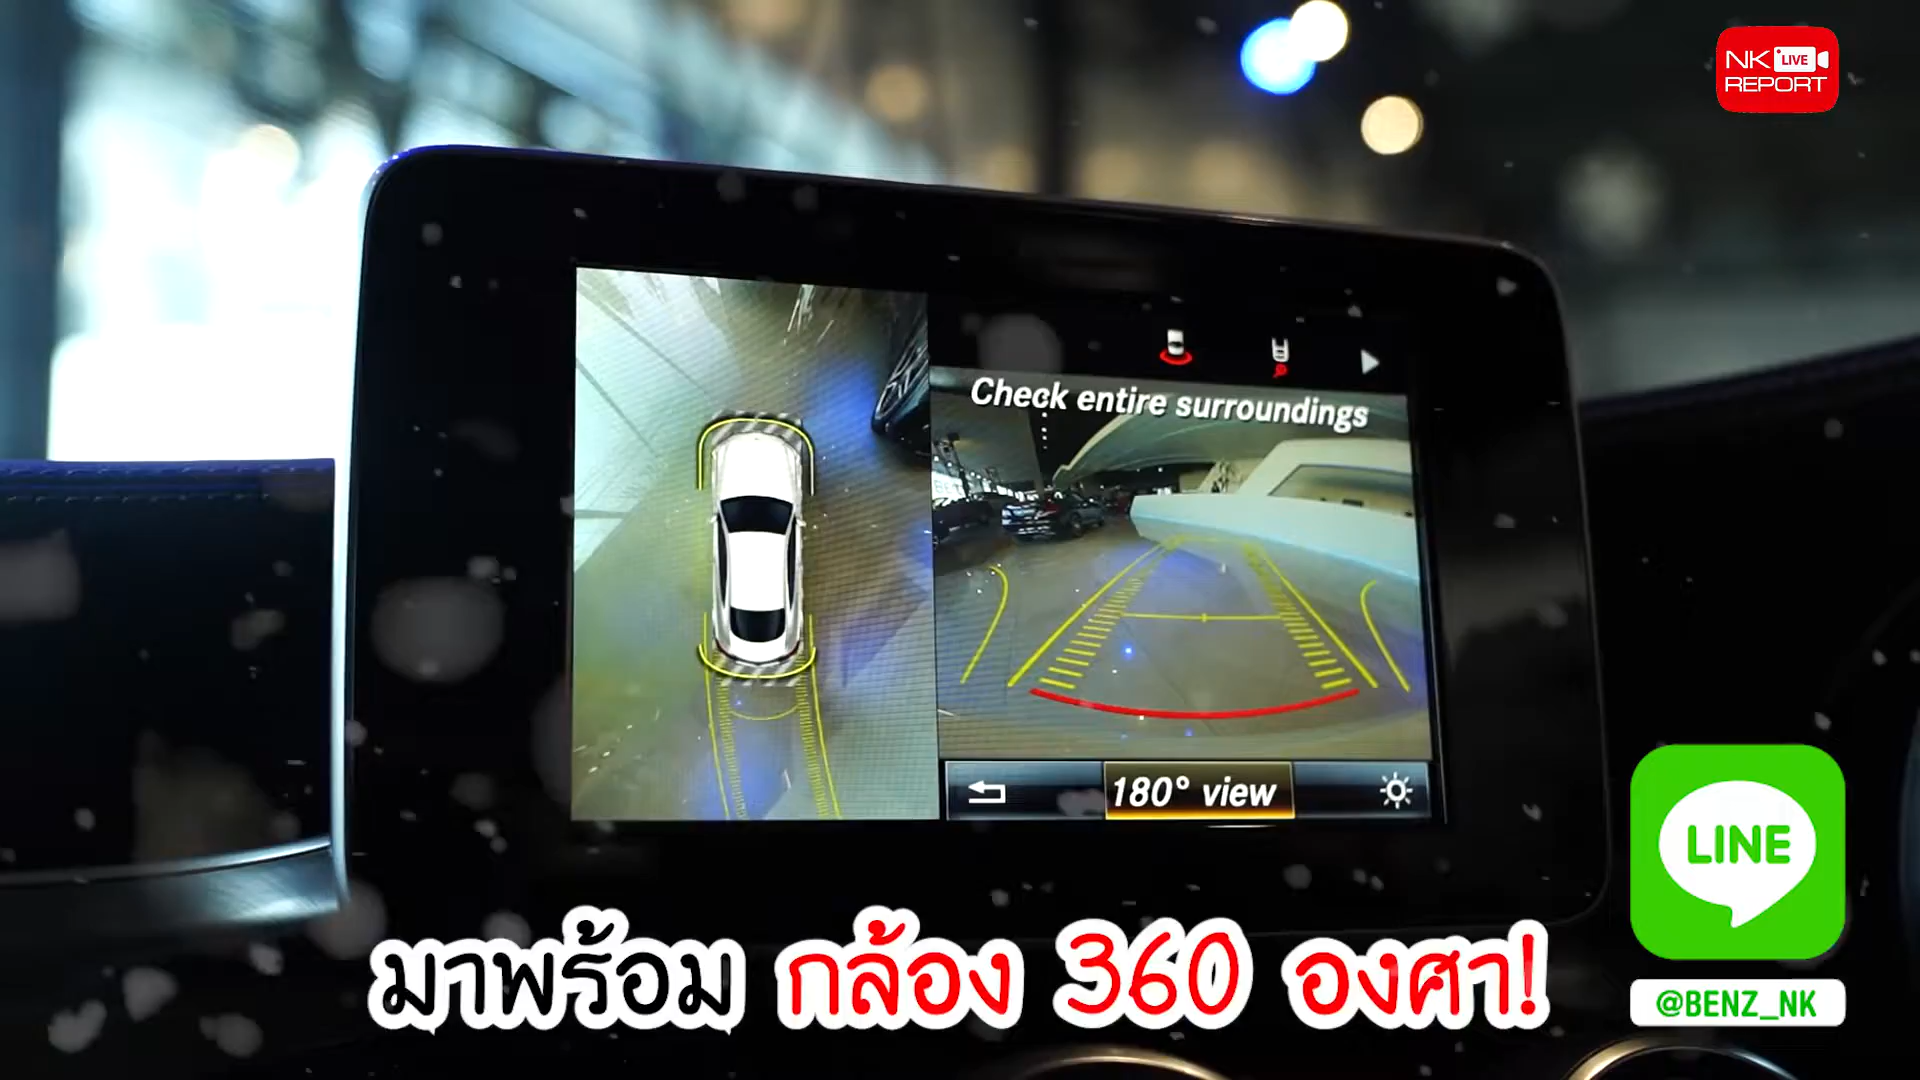 NK LIVE
REPORT
Check entire surroundings
180° view
LINE
@BENZ_NK
มาพร้อม กล้อง 360 องศา!